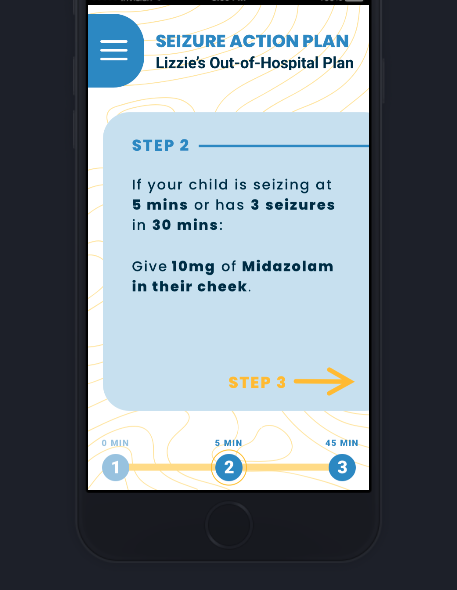 SEIZURE ACTION PLAN
Lizzie's Out-of-Hospital Plan
STEP 2
If your child is seizing at
5 mins or has 3 seizures
in 30 mins:
Give 10mg of Midazolam
in their cheek.
STEP 3
0 MIN
5 MIN
45 MIN
1
2
3